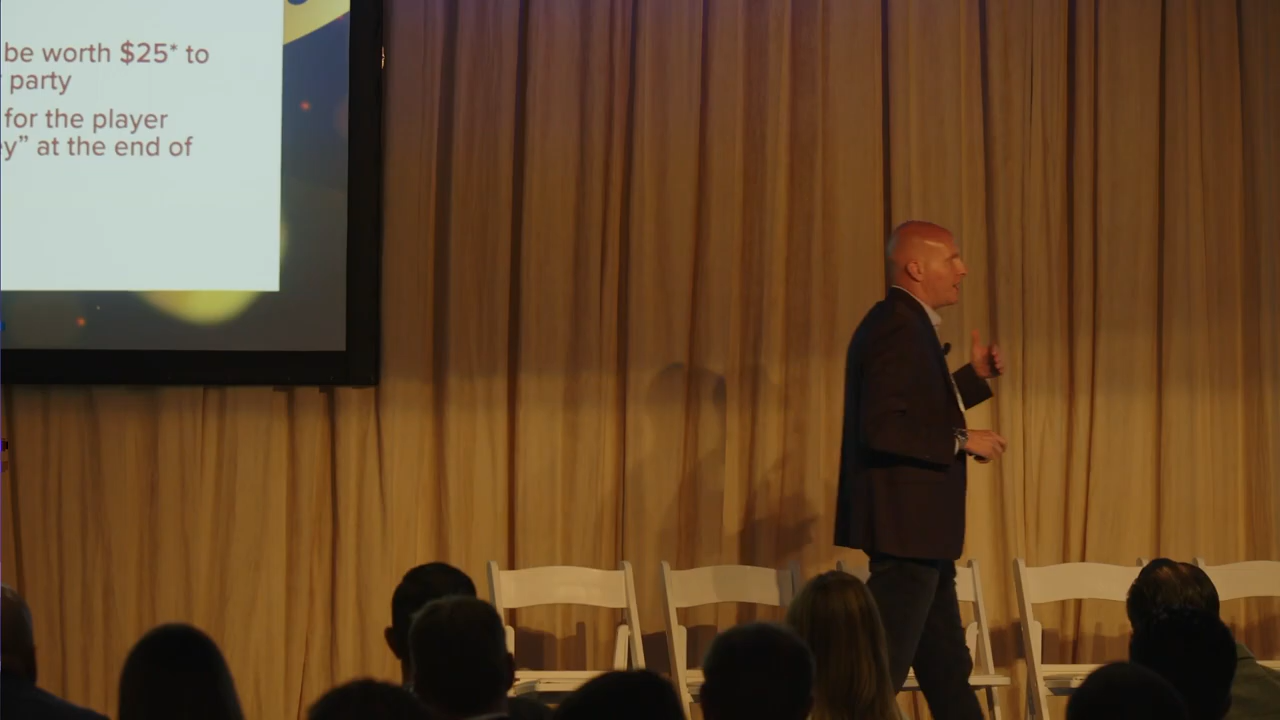 be worth $25* to
party
for the player
y” at the end of